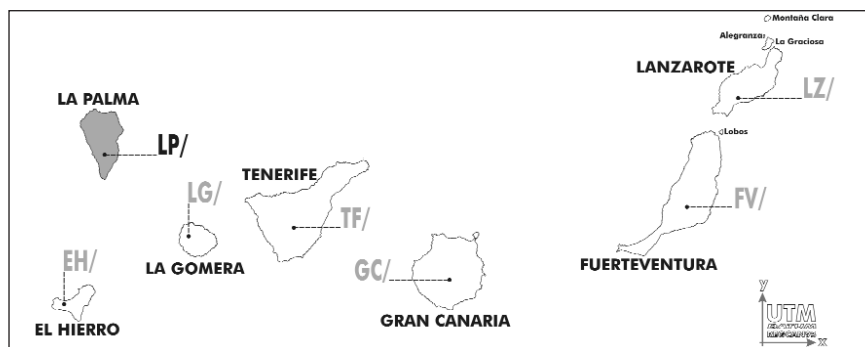 Montaña Clara
Alegranza
La Graciosa
LANZAROTE
LZ/
LA PALMA
LP/
Lobos
TENERIFE
LG/
TF/
FV/
LA GOMERA
EH/
GC/
FUERTEVENTURA
EL HIERRO
GRAN CANARIA
y
UTM
x